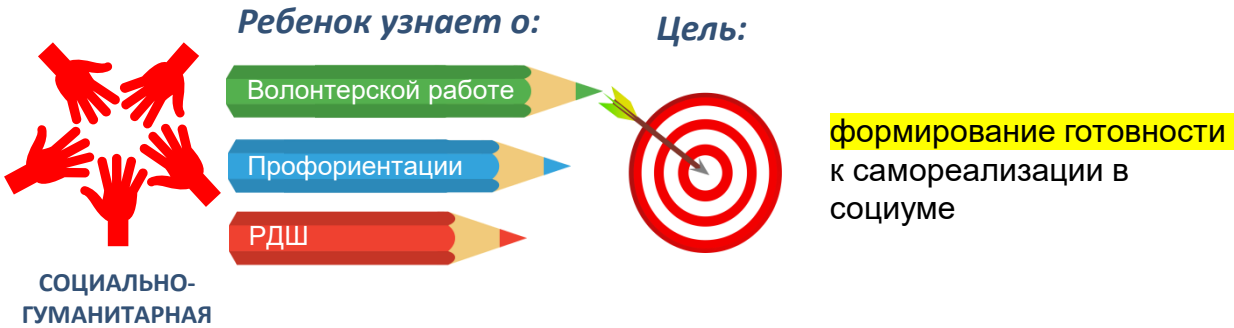 Ребенок узнает о:
Цель:
Волонтерской работе
Профориентации
РДШ
формирование готовности
к самореализации в
социуме
СОЦИАЛЬНО-
ГУМАНИТАРНАЯ